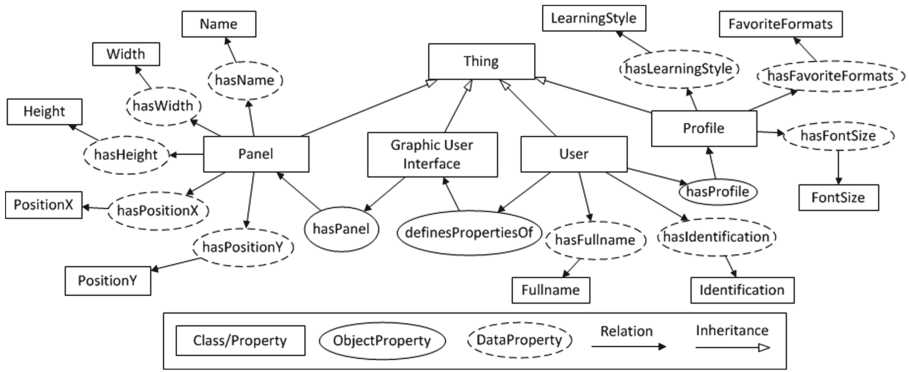 Name
LearningStyle
FavoriteFormats
Width
Thing
hasName
hasLearningStyle
hasFavoriteFormats
Height
hasWidth
Panel
Graphic User
Interface
User
Profile
hasFontSize
hasHeight
PositionX
hasPositionX
hasPanel
definesPropertiesOf
hasProfile
FontSize
hasPositionY
hasFullname
hasIdentification
PositionY
Fullname
Identification
Class/Property
ObjectProperty
DataProperty
Relation
Inheritance